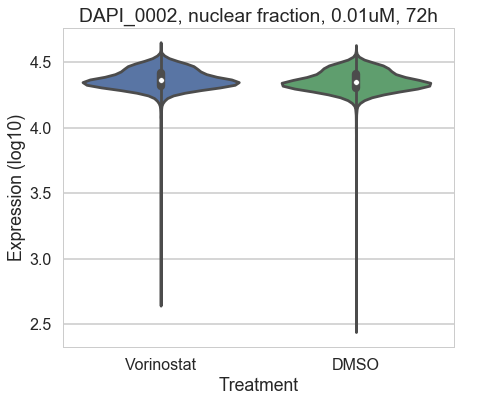 DAPI_0002, nuclear fraction, 0.01uM, 72h
Expression (log10)
4.5
4.0
3.5
3.0
2.5
Vorinostat DMSO
Treatment